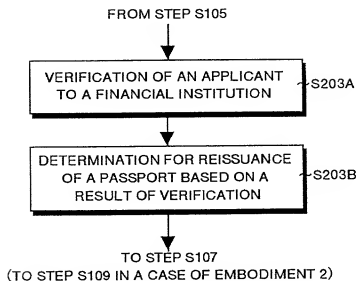 FROM STEP S105
VERIFICATION OF AN APPLICANT
TO A FINANCIAL INSTITUTION
S203A
DETERMINATION FOR REISSUANCE
OF A PASSPORT BASED ON A
RESULT OF VERIFICATION
S203B
TO STEP S107
(TO STEP S109 IN A CASE OF EMBODIMENT 2)